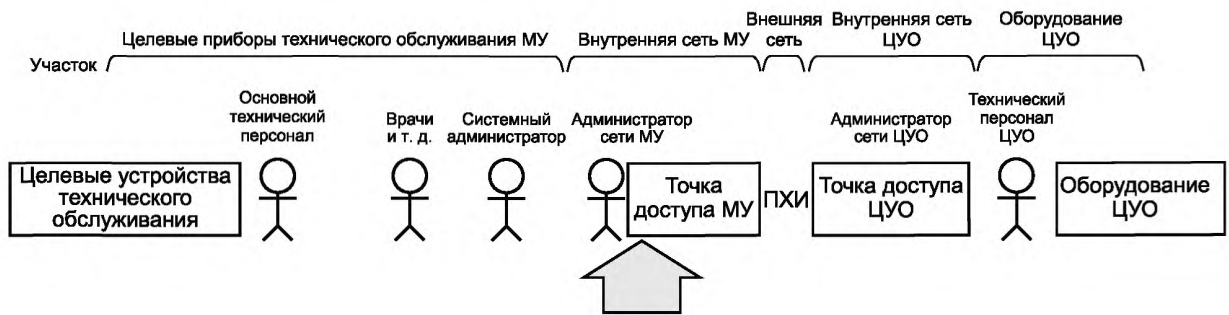 Целевые приборы технического обслуживания МУ
Внутренняя сеть МУ
Внешняя
сеть
Внутренняя сеть
ЦУО
Оборудование
ЦУО
Участок
Основной
технический
персонал
Врачи
и т. д.
Системный
администратор
Администратор
сети МУ
Администратор
сети ЦУО
Технический
персонал
ЦУО
Целевые устройства
технического
обслуживания
Точка
доступа МУ
ПХИ
Точка доступа
ЦУО
Оборудование
ЦУО